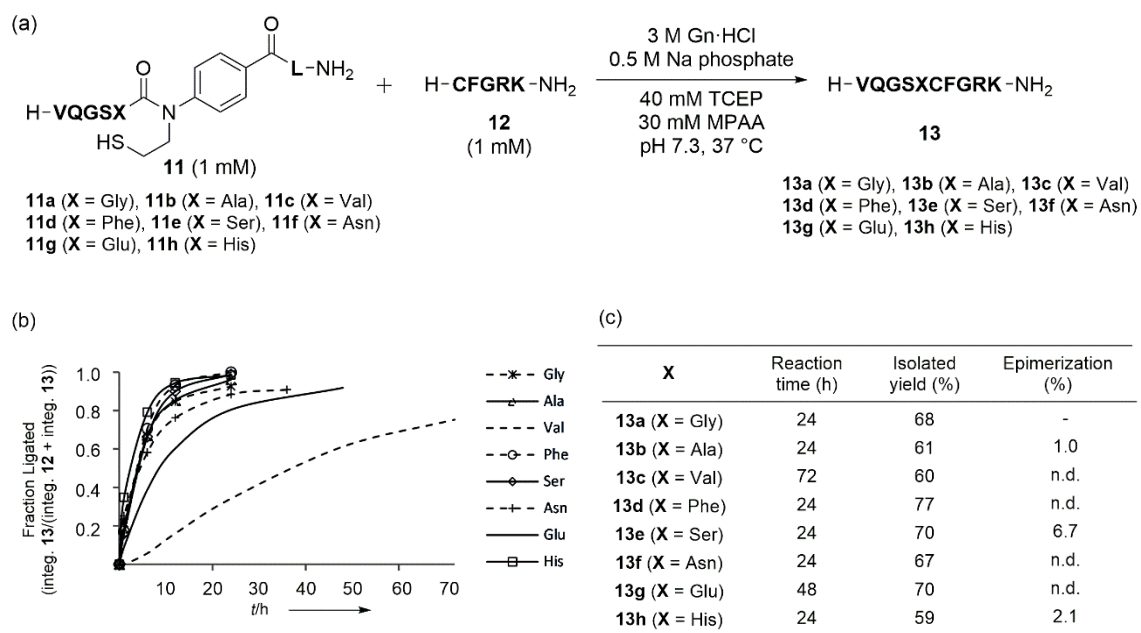 (a)
O
L–NH₂
O
H–VQGSX
N
HS
11 (1 mM)
+
H–CFGRK–NH₂
12
(1 mM)
3 M Gn·HCl
0.5 M Na phosphate
40 mM TCEP
30 mM MPAA
pH 7.3, 37 °C
H–VQGSXCFGRK–NH₂
13
11a (X = Gly), 11b (X = Ala), 11c (X = Val)
11d (X = Phe), 11e (X = Ser), 11f (X = Asn)
11g (X = Glu), 11h (X = His)
13a (X = Gly), 13b (X = Ala), 13c (X = Val)
13d (X = Phe), 13e (X = Ser), 13f (X = Asn)
13g (X = Glu), 13h (X = His)
(b)
Fraction Ligated
(integ. 13/(integ. 12 + integ. 13))
1.0
0.8
0.6
0.4
0.2
0 10 20 30 40 50 60 70
t/h
Gly
Ala
Val
Phe
Ser
Asn
Glu
His
(c)
X Reaction time (h) Isolated yield (%) Epimerization (%)
13a (X = Gly) 24 68 -
13b (X = Ala) 24 61 1.0
13c (X = Val) 72 60 n.d.
13d (X = Phe) 24 77 n.d.
13e (X = Ser) 24 70 6.7
13f (X = Asn) 24 67 n.d.
13g (X = Glu) 48 70 n.d.
13h (X = His) 24 59 2.1